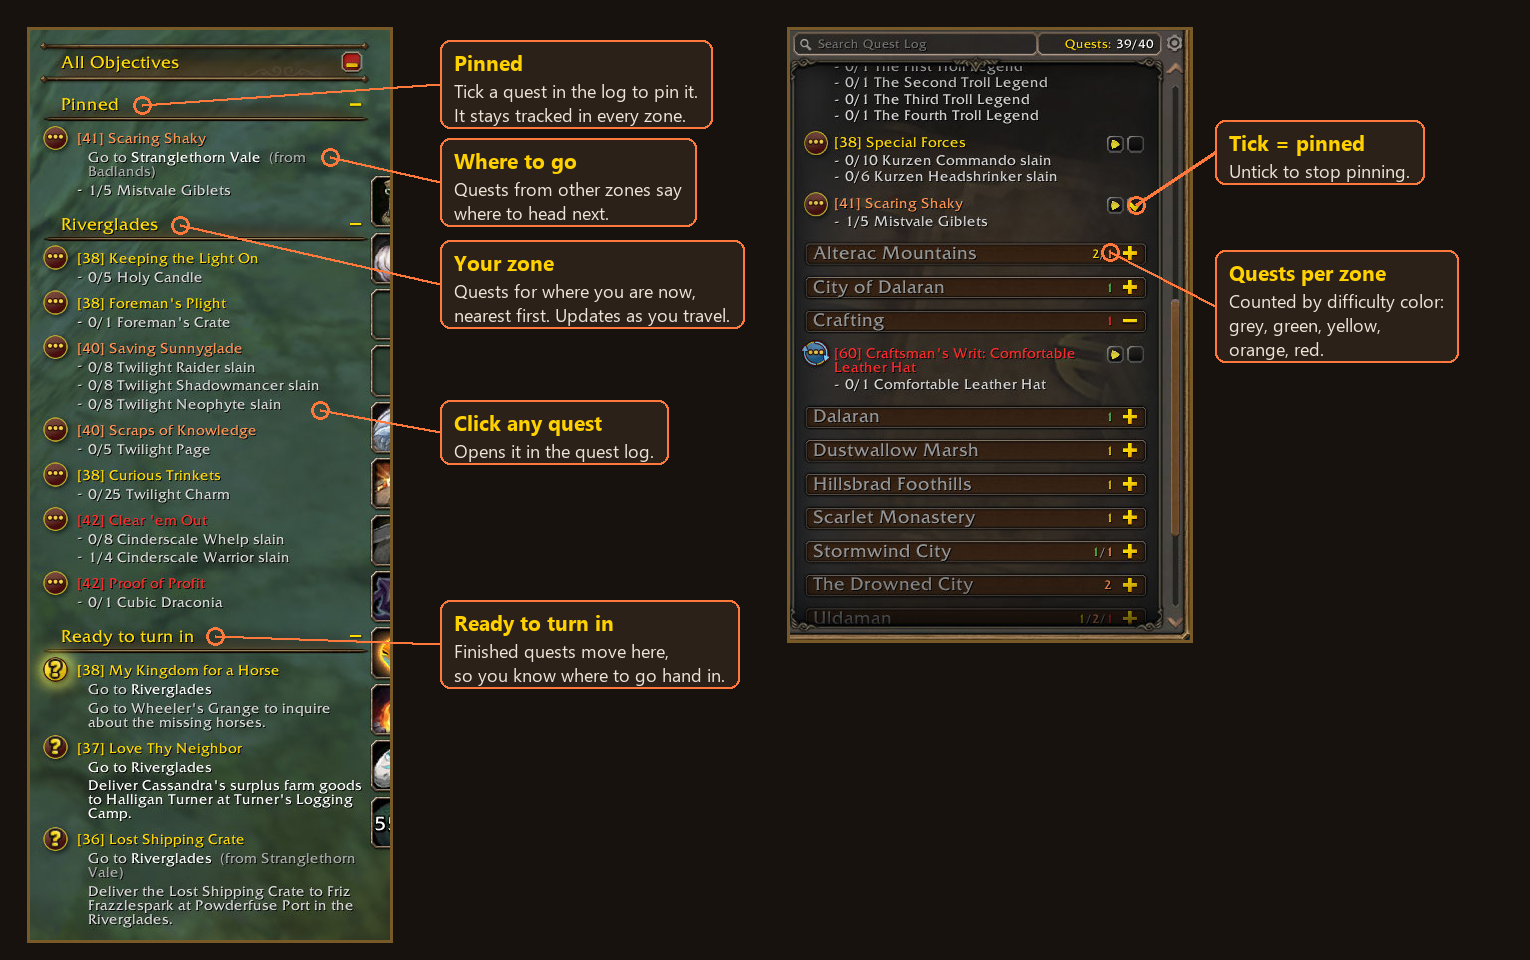 All Objectives
Pinned
[41] Scaring Shaky
Go to Stranglethorn Vale (from
Badlands)
- 1/5 Mistvale Giblets
Riverglades
[38] Keeping the Light On
- 0/5 Holy Candle
[38] Foreman's Plight
- 0/1 Foreman's Crate
[40] Saving Sunnyglade
- 0/8 Twilight Raider slain
- 0/8 Twilight Shadowmancer slain
- 0/8 Twilight Neophyte slain
[40] Scraps of Knowledge
- 0/5 Twilight Page
[38] Curious Trinkets
- 0/25 Twilight Charm
[42] Clear 'em Out
- 0/8 Cinderscale Whelp slain
- 1/4 Cinderscale Warrior slain
[42] Proof of Profit
- 0/1 Cubic Draconia
Ready to turn in
[38] My Kingdom for a Horse
Go to Riverglades
Go to Wheeler's Grange to inquire
about the missing horses.
[37] Love Thy Neighbor
Go to Riverglades
Deliver Cassandra's surplus farm goods
to Halligan Turner at Turner's Logging
Camp.
[36] Lost Shipping Crate
Go to Riverglades (from Stranglethorn
Vale)
Deliver the Lost Shipping Crate to Friz
Frazzlespark at Powderfuse Port in the
Riverglades.
Pinned
Tick a quest in the log to pin it.
It stays tracked in every zone.
Where to go
Quests from other zones say
where to head next.
Your zone
Quests for where you are now,
nearest first. Updates as you travel.
Click any quest
Opens it in the quest log.
Ready to turn in
Finished quests move here,
so you know where to go hand in.
Search Quest Log
Quests: 39/40
- 0/1 The First Troll Legend
- 0/1 The Second Troll Legend
- 0/1 The Third Troll Legend
- 0/1 The Fourth Troll Legend
[38] Special Forces
- 0/10 Kurzen Commando slain
- 0/6 Kurzen Headshrinker slain
[41] Scaring Shaky
- 1/5 Mistvale Giblets
Alterac Mountains 2/1
City of Dalaran 1
Crafting 1
[60] Craftsman's Writ: Comfortable
Leather Hat
- 0/1 Comfortable Leather Hat
Dalaran 1
Dustwallow Marsh 1
Hillsbrad Foothills 1
Scarlet Monastery 1
Stormwind City 1/1
The Drowned City 2
Uldaman 1/2/1
Tick = pinned
Untick to stop pinning.
Quests per zone
Counted by difficulty color:
grey, green, yellow,
orange, red.